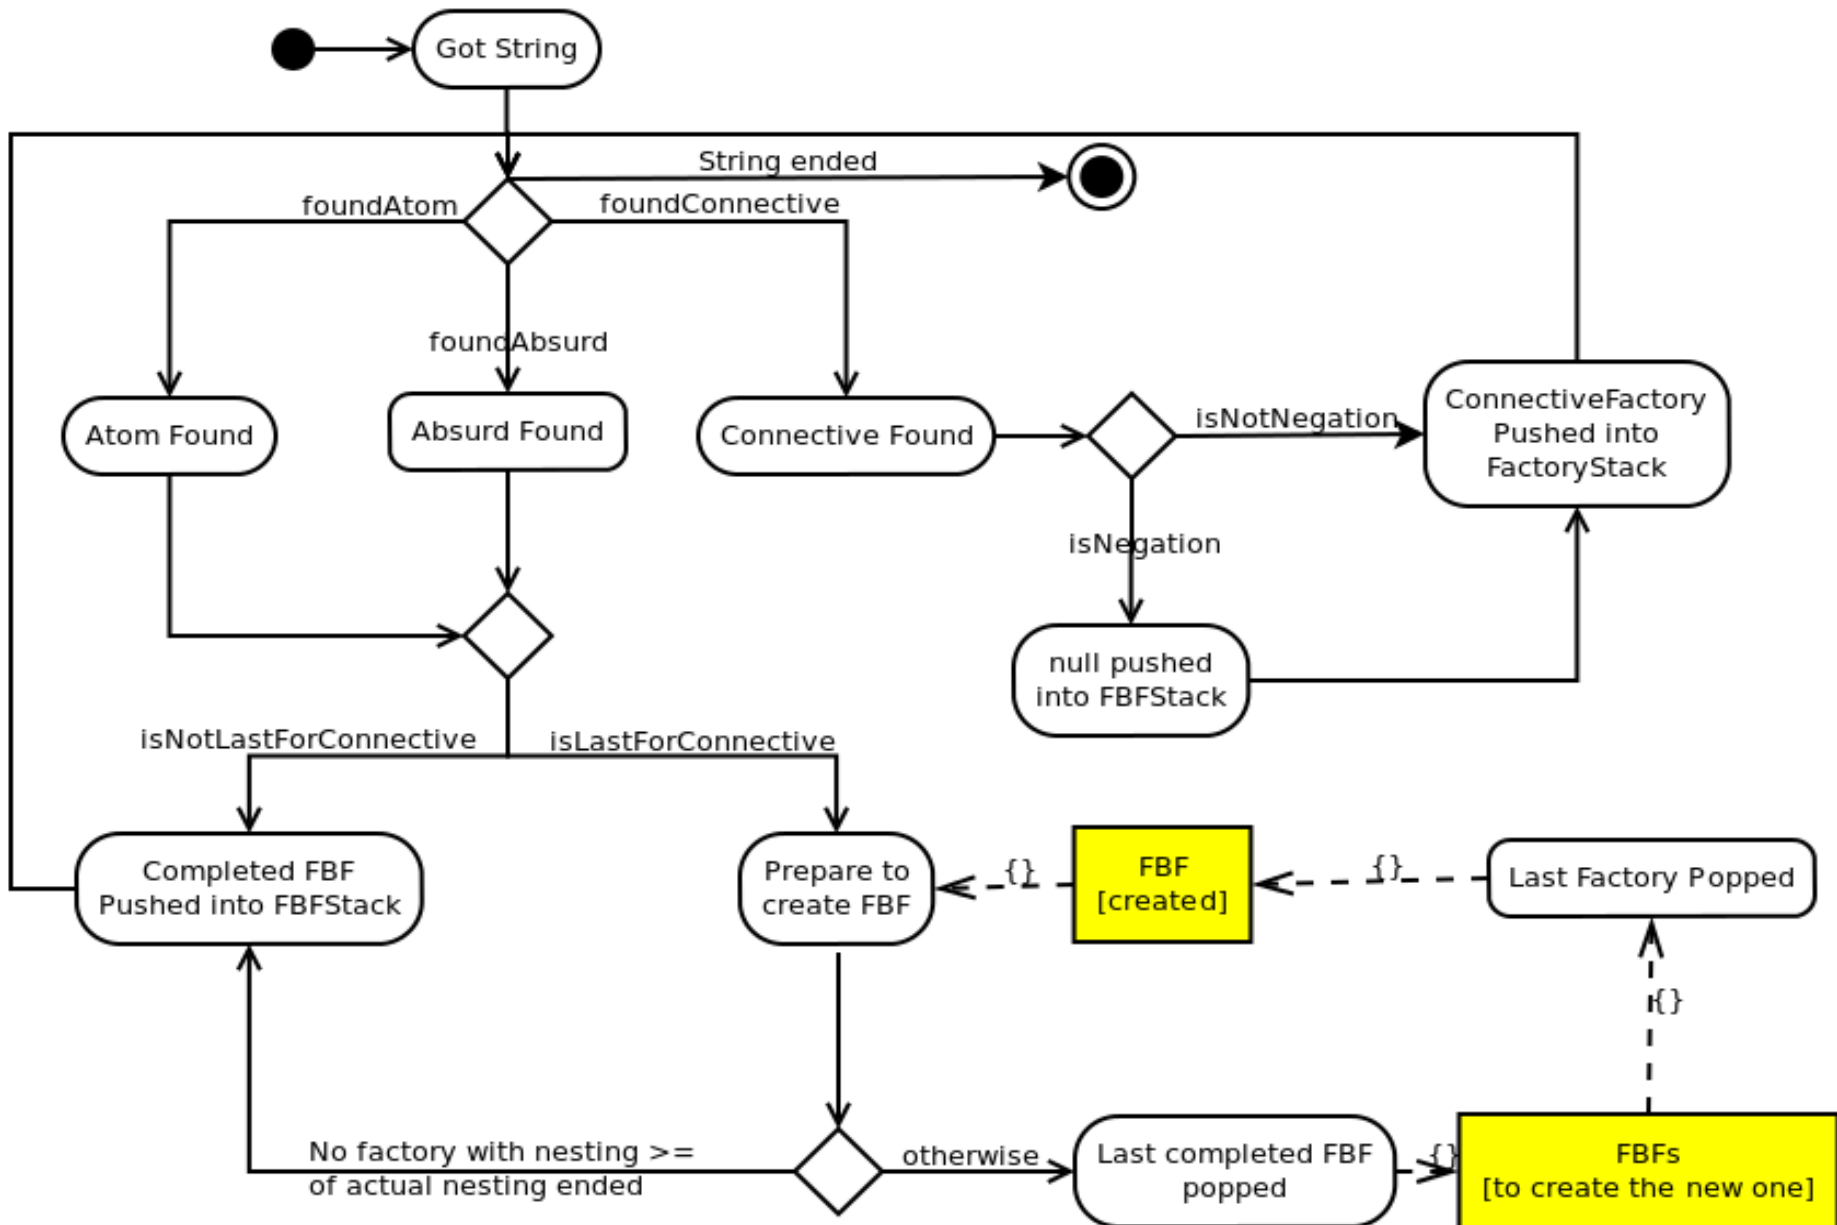 Got String
String ended
foundAtom
foundConnective
foundAbsurd
Atom Found
Absurd Found
Connective Found
isNotNegation
ConnectiveFactory
Pushed into
FactoryStack
isNegation
null pushed
into FBFStack
isNotLastForConnective
isLastForConnective
Completed FBF
Pushed into FBFStack
Prepare to
create FBF
{}
FBF
[created]
{}
Last Factory Popped
{}
No factory with nesting >=
of actual nesting ended
otherwise
Last completed FBF
popped
{}
FBFs
[to create the new one]